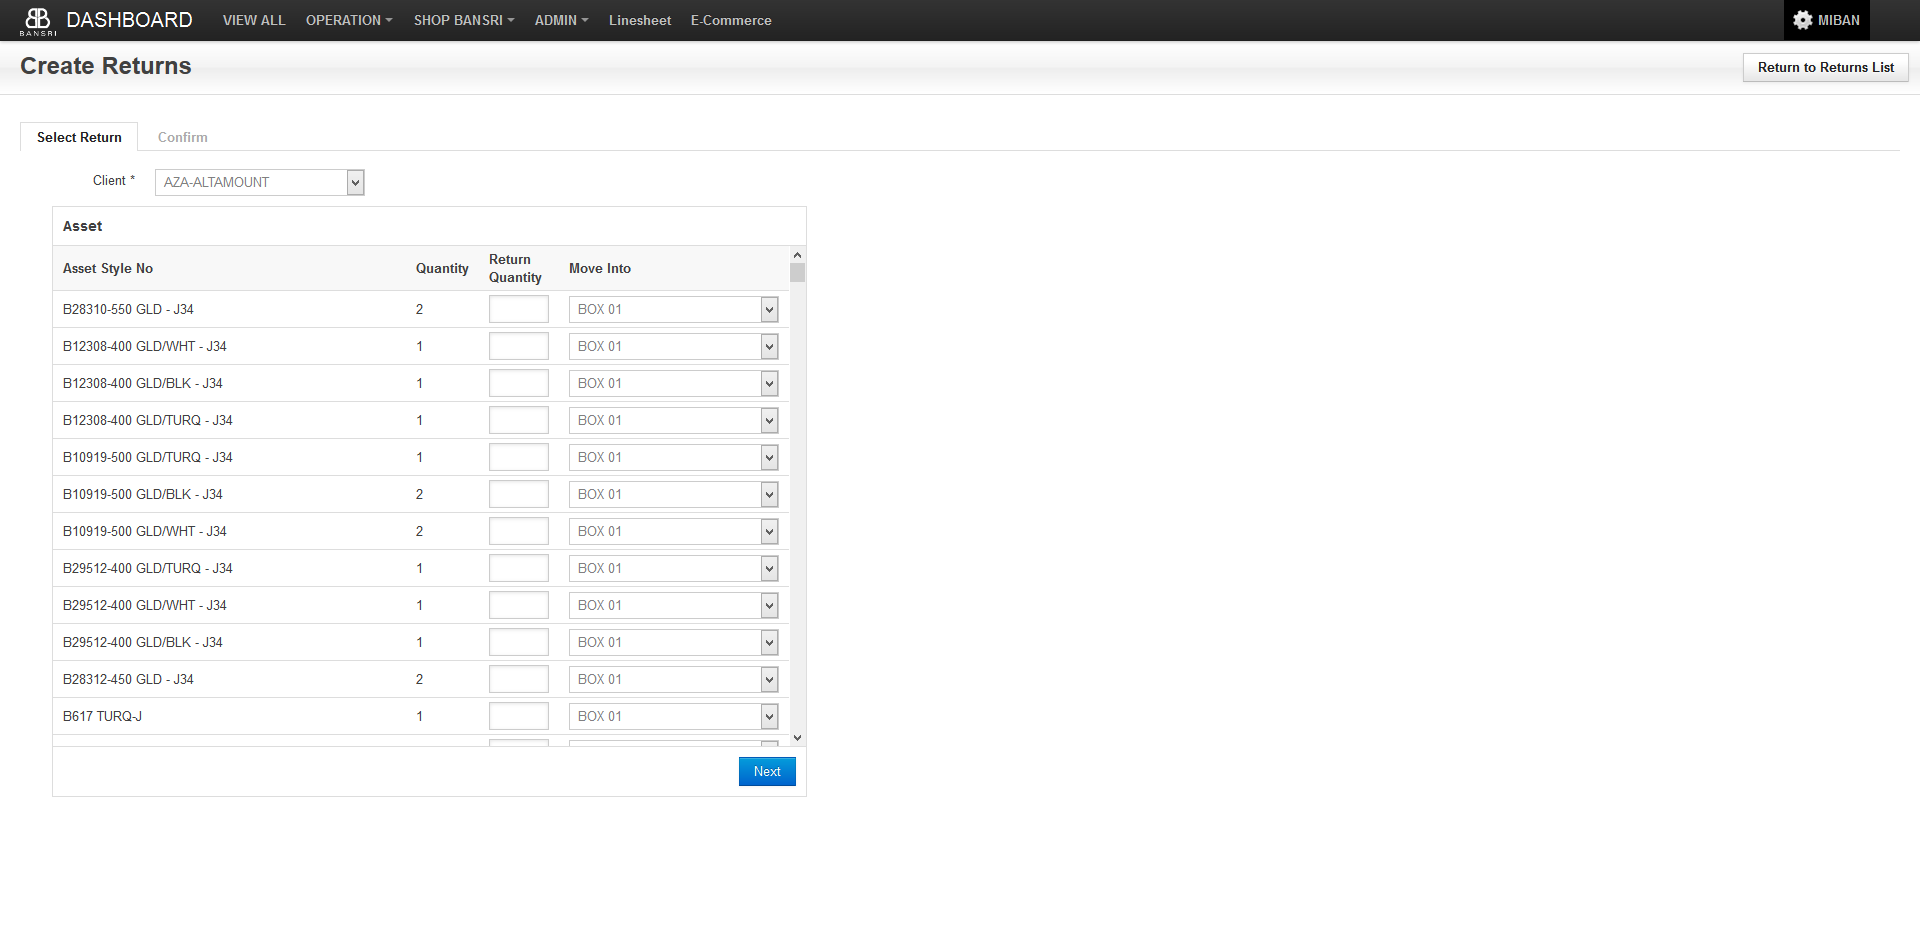 BANSRI DASHBOARD VIEW ALL OPERATION SHOP BANSRI ADMIN Linesheet E-Commerce MIBAN
Create Returns Return to Returns List
Select Return Confirm
Client * AZA-ALTAMOUNT
Asset
Asset Style No Quantity Return Quantity Move Into
B28310-550 GLD - J34 2 BOX 01
B12308-400 GLD/WHT - J34 1 BOX 01
B12308-400 GLD/BLK - J34 1 BOX 01
B12308-400 GLD/TURQ - J34 1 BOX 01
B10919-500 GLD/TURQ - J34 1 BOX 01
B10919-500 GLD/BLK - J34 2 BOX 01
B10919-500 GLD/WHT - J34 2 BOX 01
B29512-400 GLD/TURQ - J34 1 BOX 01
B29512-400 GLD/WHT - J34 1 BOX 01
B29512-400 GLD/BLK - J34 1 BOX 01
B28312-450 GLD - J34 2 BOX 01
B617 TURQ-J 1 BOX 01
Next